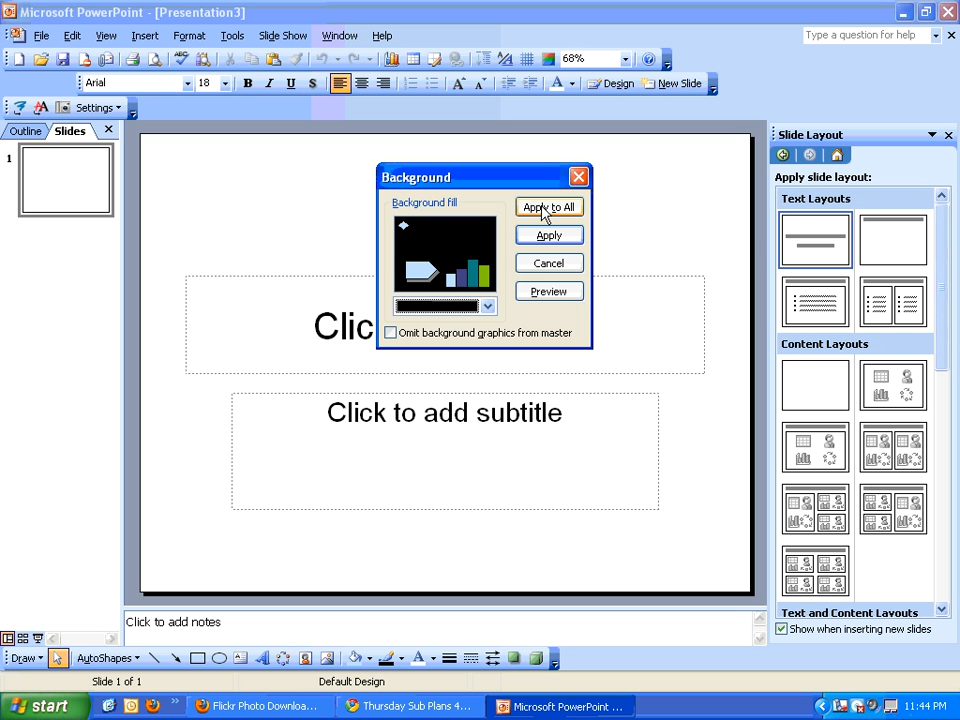 Microsoft PowerPoint - [Presentation3]
File Edit View Insert Format Tools Slide Show Window Help
Type a question for help
68%
Arial 18 B I U S A A A Design New Slide
Settings
Outline Slides
Slide Layout
1
Background
Apply slide layout:
Background fill
Apply to All
Text Layouts
Apply
Cancel
Preview
Omit background graphics from master
Clic
Content Layouts
Click to add subtitle
Text and Content Layouts
Click to add notes
Show when inserting new slides
Draw AutoShapes A
Slide 1 of 1 Default Design
start Flickr Photo Downloa... Thursday Sub Plans 4... Microsoft PowerPoint ... 11:44 PM